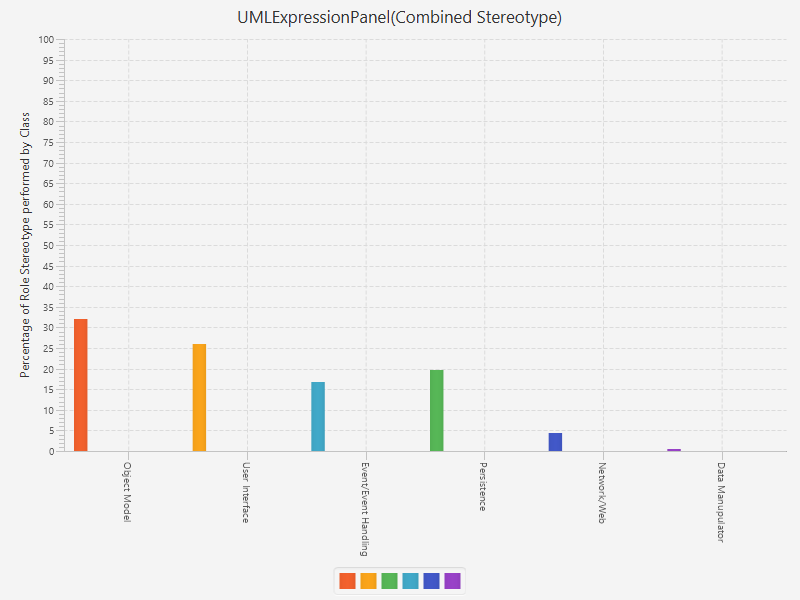 UMLExpressionPanel(Combined Stereotype)
Percentage of Role Stereotype performed by Class
100
95
90
85
80
75
70
65
60
55
50
45
40
35
30
25
20
15
10
5
0
Object Model
User Interface
Event/Event Handling
Persistence
Network/Web
Data Manupulator